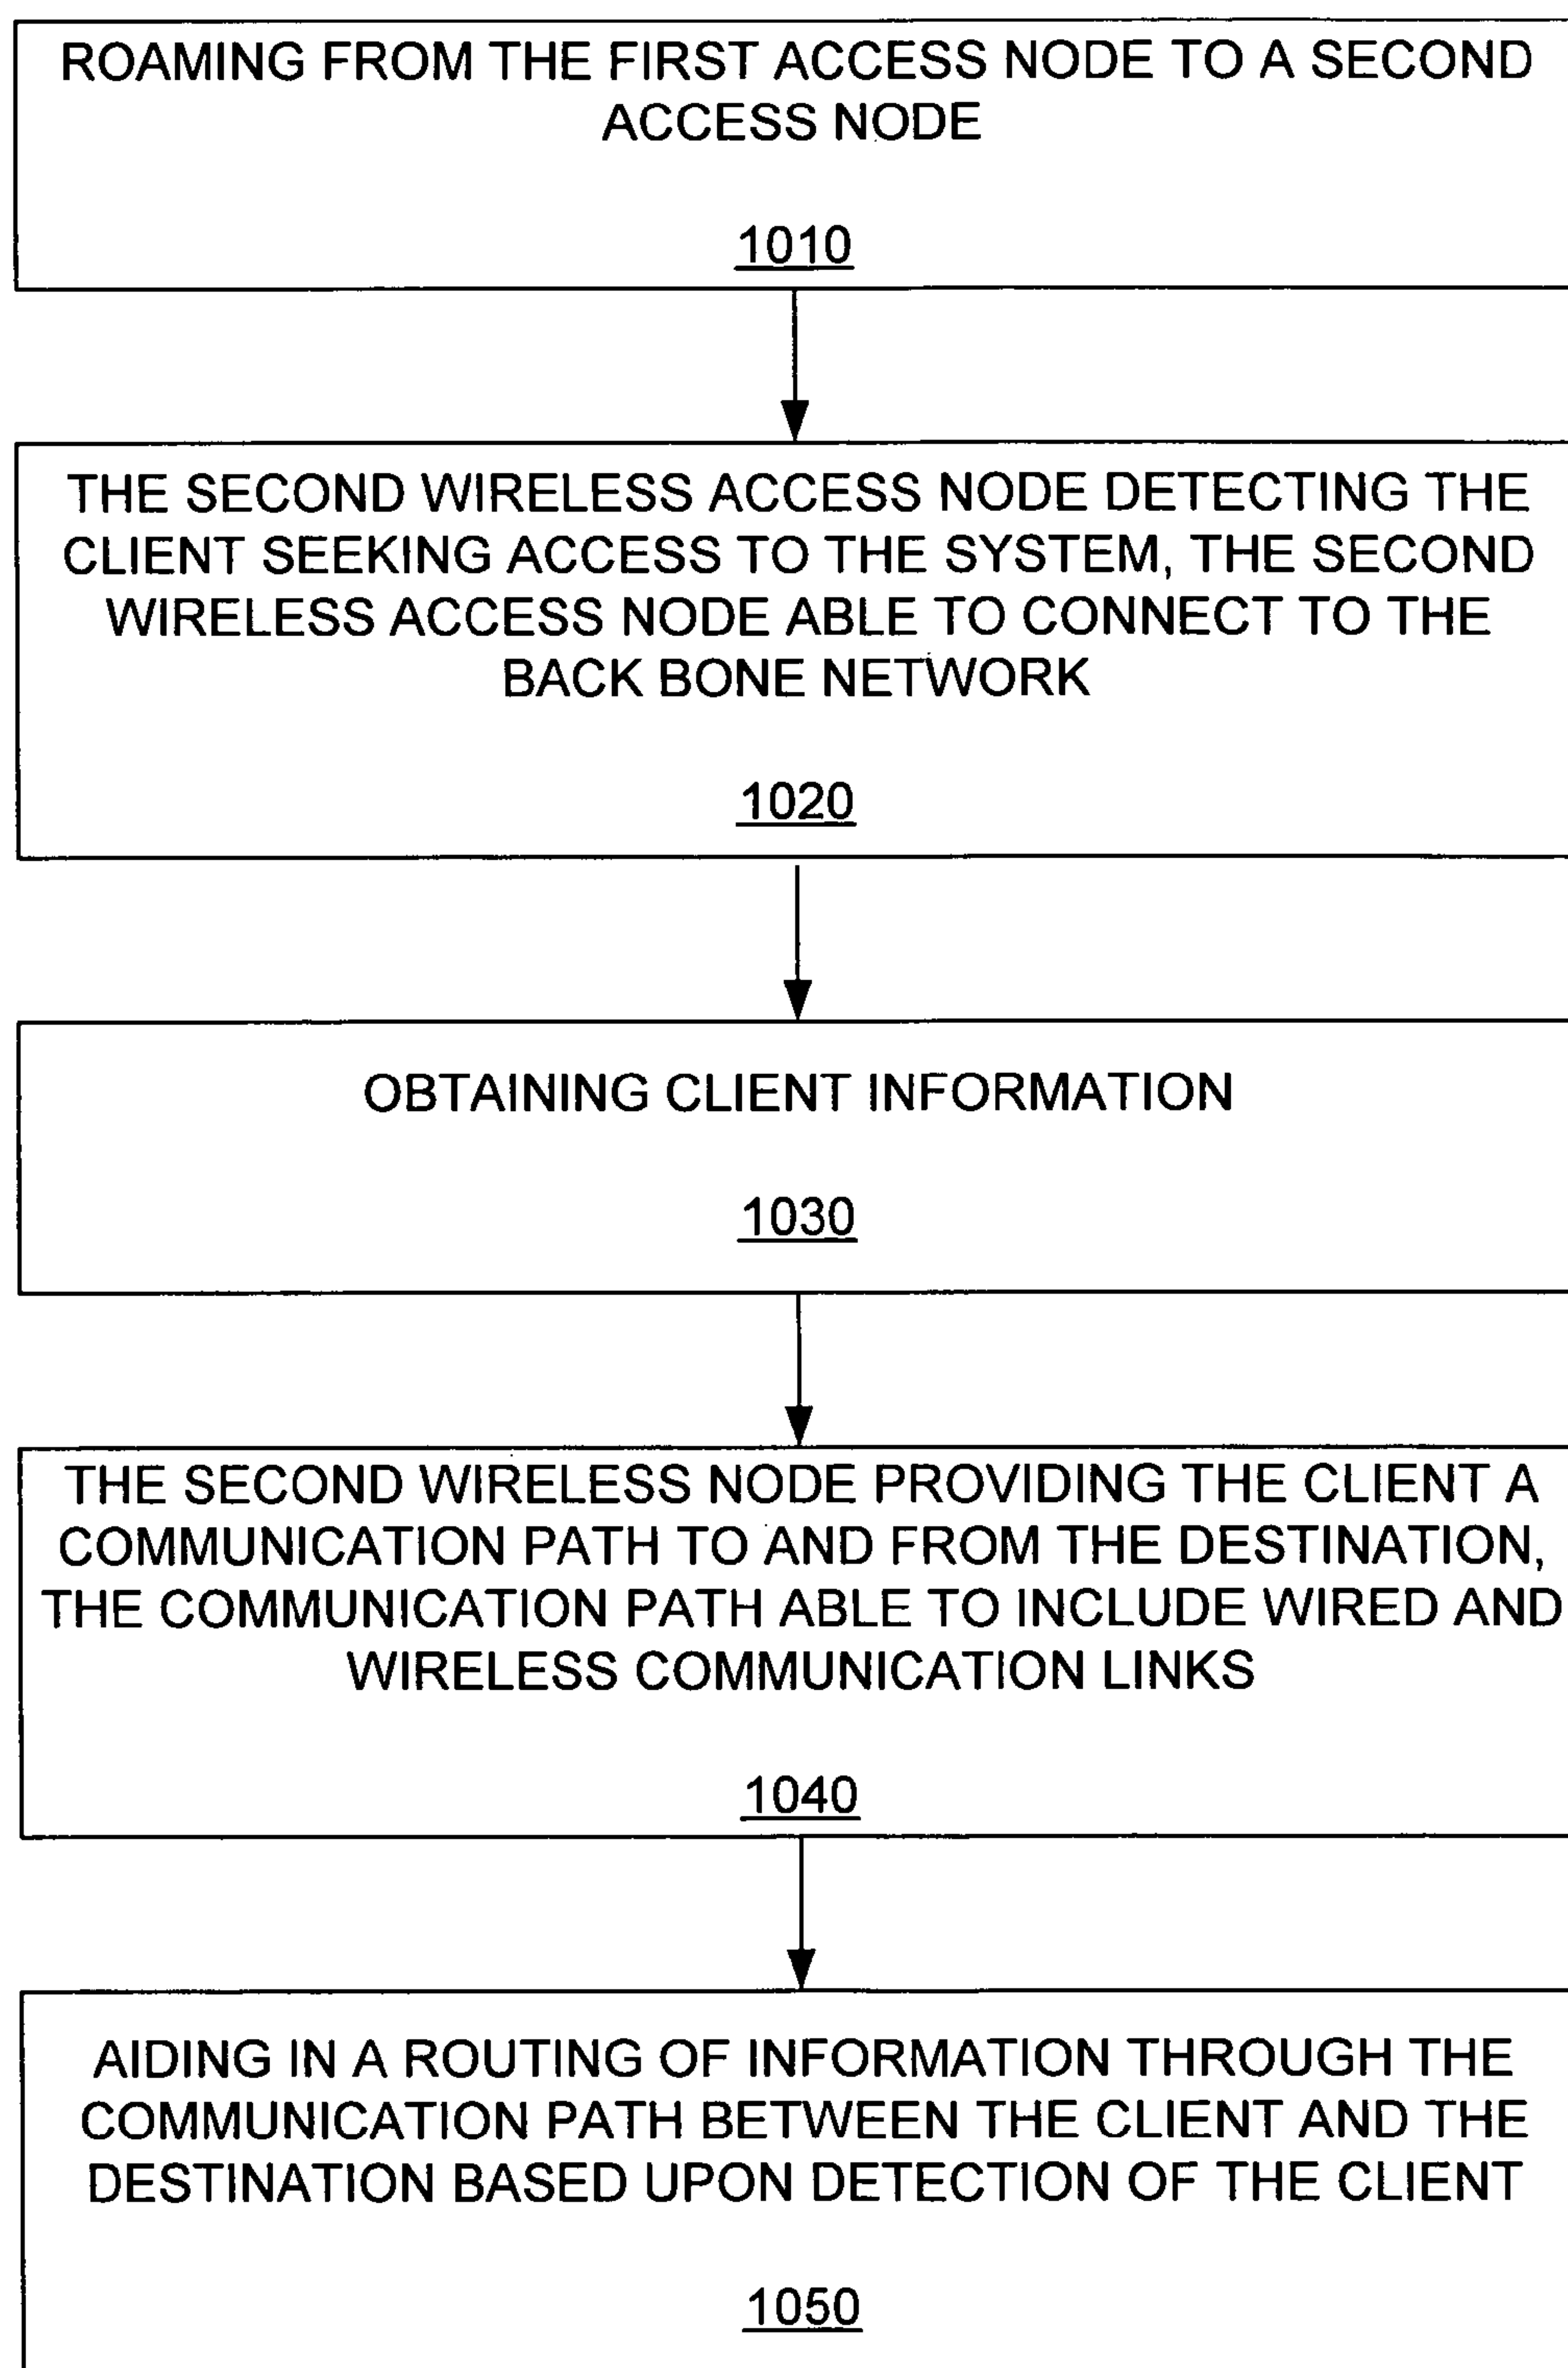 ROAMING FROM THE FIRST ACCESS NODE TO A SECOND
ACCESS NODE
1010
THE SECOND WIRELESS ACCESS NODE DETECTING THE
CLIENT SEEKING ACCESS TO THE SYSTEM, THE SECOND
WIRELESS ACCESS NODE ABLE TO CONNECT TO THE
BACK BONE NETWORK
1020
OBTAINING CLIENT INFORMATION
1030
THE SECOND WIRELESS NODE PROVIDING THE CLIENT A
COMMUNICATION PATH TO AND FROM THE DESTINATION,
THE COMMUNICATION PATH ABLE TO INCLUDE WIRED AND
WIRELESS COMMUNICATION LINKS
1040
AIDING IN A ROUTING OF INFORMATION THROUGH THE
COMMUNICATION PATH BETWEEN THE CLIENT AND THE
DESTINATION BASED UPON DETECTION OF THE CLIENT
1050